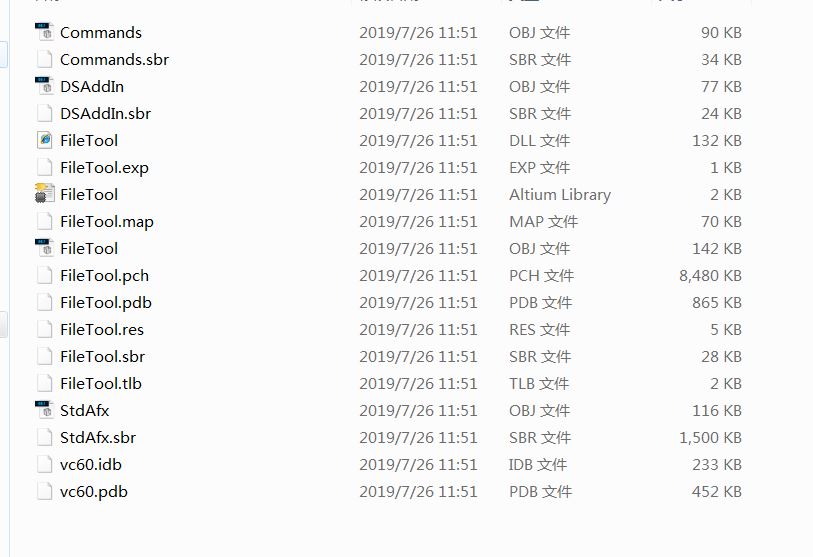 Commands 2019/7/26 11:51 OBJ 文件 90 KB
Commands.sbr 2019/7/26 11:51 SBR 文件 34 KB
DSAddIn 2019/7/26 11:51 OBJ 文件 77 KB
DSAddIn.sbr 2019/7/26 11:51 SBR 文件 24 KB
FileTool 2019/7/26 11:51 DLL 文件 132 KB
FileTool.exp 2019/7/26 11:51 EXP 文件 1 KB
FileTool 2019/7/26 11:51 Altium Library 2 KB
FileTool.map 2019/7/26 11:51 MAP 文件 70 KB
FileTool 2019/7/26 11:51 OBJ 文件 142 KB
FileTool.pch 2019/7/26 11:51 PCH 文件 8,480 KB
FileTool.pdb 2019/7/26 11:51 PDB 文件 865 KB
FileTool.res 2019/7/26 11:51 RES 文件 5 KB
FileTool.sbr 2019/7/26 11:51 SBR 文件 28 KB
FileTool.tlb 2019/7/26 11:51 TLB 文件 2 KB
StdAfx 2019/7/26 11:51 OBJ 文件 116 KB
StdAfx.sbr 2019/7/26 11:51 SBR 文件 1,500 KB
vc60.idb 2019/7/26 11:51 IDB 文件 233 KB
vc60.pdb 2019/7/26 11:51 PDB 文件 452 KB